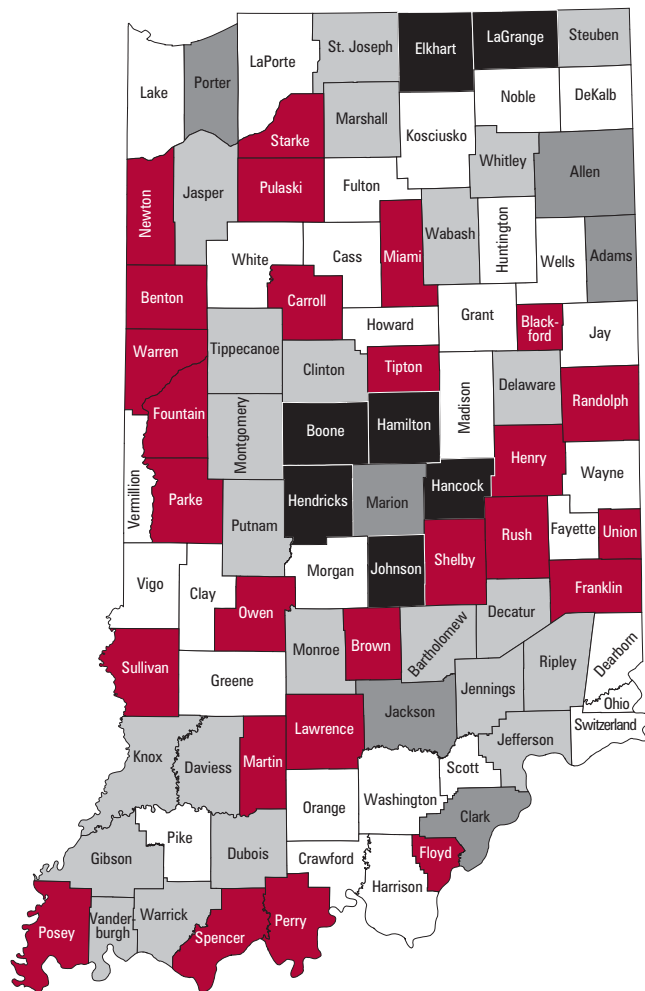 St. Joseph
Elkhart
LaGrange
Steuben
LaPorte
Porter
Lake
Noble
DeKalb
Marshall
Kosciusko
Starke
Whitley
Allen
Newton
Jasper
Pulaski
Fulton
Wabash
Huntington
Wells
Adams
White
Cass
Miami
Benton
Carroll
Grant
Black-
ford
Jay
Howard
Warren
Tippecanoe
Clinton
Tipton
Madison
Delaware
Randolph
Fountain
Montgomery
Boone
Hamilton
Henry
Wayne
Vermillion
Parke
Hendricks
Marion
Hancock
Putnam
Rush
Fayette
Union
Shelby
Morgan
Johnson
Franklin
Vigo
Clay
Owen
Decatur
Brown
Bartholomew
Monroe
Sullivan
Greene
Ripley
Dearborn
Jennings
Ohio
Jackson
Switzerland
Lawrence
Jefferson
Knox
Daviess
Martin
Scott
Orange
Washington
Clark
Pike
Gibson
Dubois
Crawford
Floyd
Harrison
Posey
Vander-
burgh
Warrick
Spencer
Perry